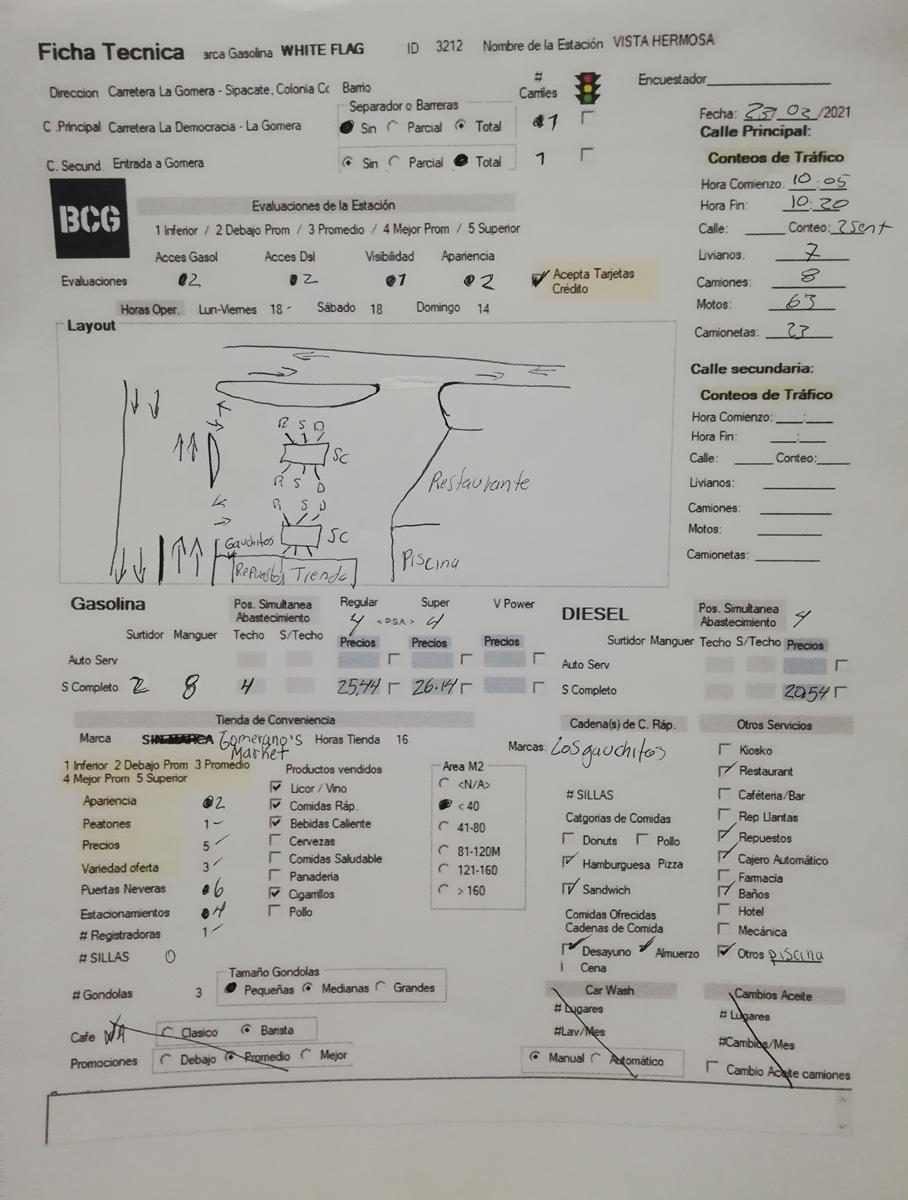 Ficha Tecnica arca Gasolina WHITE FLAG ID 3212 Nombre de la Estación VISTA HERMOSA
Direccion Carretera La Gomera - Sipacate, Colonia Cc Barrio # Carriles Encuestador
Separador o Barreras
C .Principal Carretera La Democracia - La Gomera Sin Parcial Total 1
Fecha: 23 02 /2021
C. Secund. Entrada a Gomera Sin Parcial Total 1
Calle Principal:
Conteos de Tráfico
Hora Comienzo: 10:05
Hora Fin: 10:20
Calle: Conteo: 2 Sent
Livianos: 7
Camiones: 8
Motos: 63
Camionetas: 23
BCG
Evaluaciones de la Estación
1 Inferior / 2 Debajo Prom / 3 Promedio / 4 Mejor Prom / 5 Superior
Acces Gasol Acces Dsl Visibilidad Apariencia
Evaluaciones 2 2 1 2 Acepta Tarjetas Crédito
Horas Oper. Lun-Viernes 18 - Sábado 18 Domingo 14
Layout
R S D
SC
R S D
R S D
SC
Gauchitos
Repuestos Tienda
Restaurante
Piscina
Calle secundaria:
Conteos de Tráfico
Hora Comienzo: :
Hora Fin: :
Calle: Conteo:
Livianos:
Camiones:
Motos:
Camionetas:
Gasolina Pos. Simultanea Abastecimiento Regular Super V Power
4 < P.S.A > 4
Surtidor Manguer Techo S/Techo Precios Precios Precios
Auto Serv
S Completo 2 8 4 25.44 26.14
DIESEL Pos. Simultanea Abastecimiento 4
Surtidor Manguer Techo S/Techo Precios
Auto Serv
S Completo 20.54
Tienda de Conveniencia
Marca SIN MARCA Gomerano's Market Horas Tienda 16
1 Inferior 2 Debajo Prom 3 Promedio
4 Mejor Prom 5 Superior
Apariencia 2
Peatones 1 -
Precios 5
Variedad oferta 3
Puertas Neveras 6
Estacionamientos 4
# Registradoras 1
# SILLAS 0
Productos vendidos
Licor / Vino
Comidas Ráp.
Bebidas Caliente
Cervezas
Comidas Saludable
Panaderia
Cigarrillos
Pollo
Area M2
<N/A>
< 40
41-80
81-120M
121-160
> 160
# Gondolas 3 Tamaño Gondolas
Pequeñas Medianas Grandes
Cafe NA Clasico Barista
Promociones Debajo Promedio Mejor
Cadena(s) de C. Ráp.
Marcas: Los gauchitos
# SILLAS
Catgorias de Comidas
Donuts Pollo
Hamburguesa Pizza
Sandwich
Comidas Ofrecidas
Cadenas de Comida
Desayuno Almuerzo
Cena
Otros Servicios
Kiosko
Restaurant
Caféteria/Bar
Rep Llantas
Repuestos
Cajero Automático
Farmacia
Baños
Hotel
Mecánica
Otros piscina
Car Wash
# Lugares
#Lav/Mes
Manual Automático
Cambios Aceite
# Lugares
#Cambios/Mes
Cambio Aceite camiones